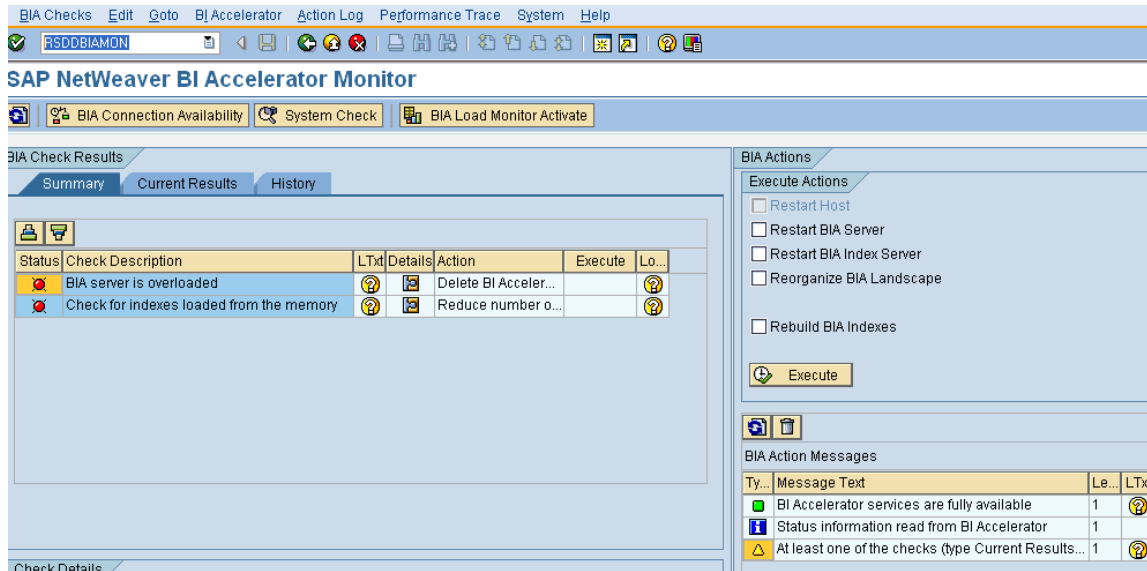 BIA Checks Edit Goto BI Accelerator Action Log Performance Trace System Help
RSDDBIAMON
SAP NetWeaver BI Accelerator Monitor
BIA Connection Availability System Check BIA Load Monitor Activate
BIA Check Results
Summary Current Results History
Status Check Description LTxt Details Action Execute Lo...
BIA server is overloaded Delete BI Acceler...
Check for indexes loaded from the memory Reduce number o...
Check Details
BIA Actions
Execute Actions
Restart Host
Restart BIA Server
Restart BIA Index Server
Reorganize BIA Landscape
Rebuild BIA Indexes
Execute
BIA Action Messages
Ty... Message Text Le... LTx
BI Accelerator services are fully available 1
Status information read from BI Accelerator 1
At least one of the checks (type Current Results... 1